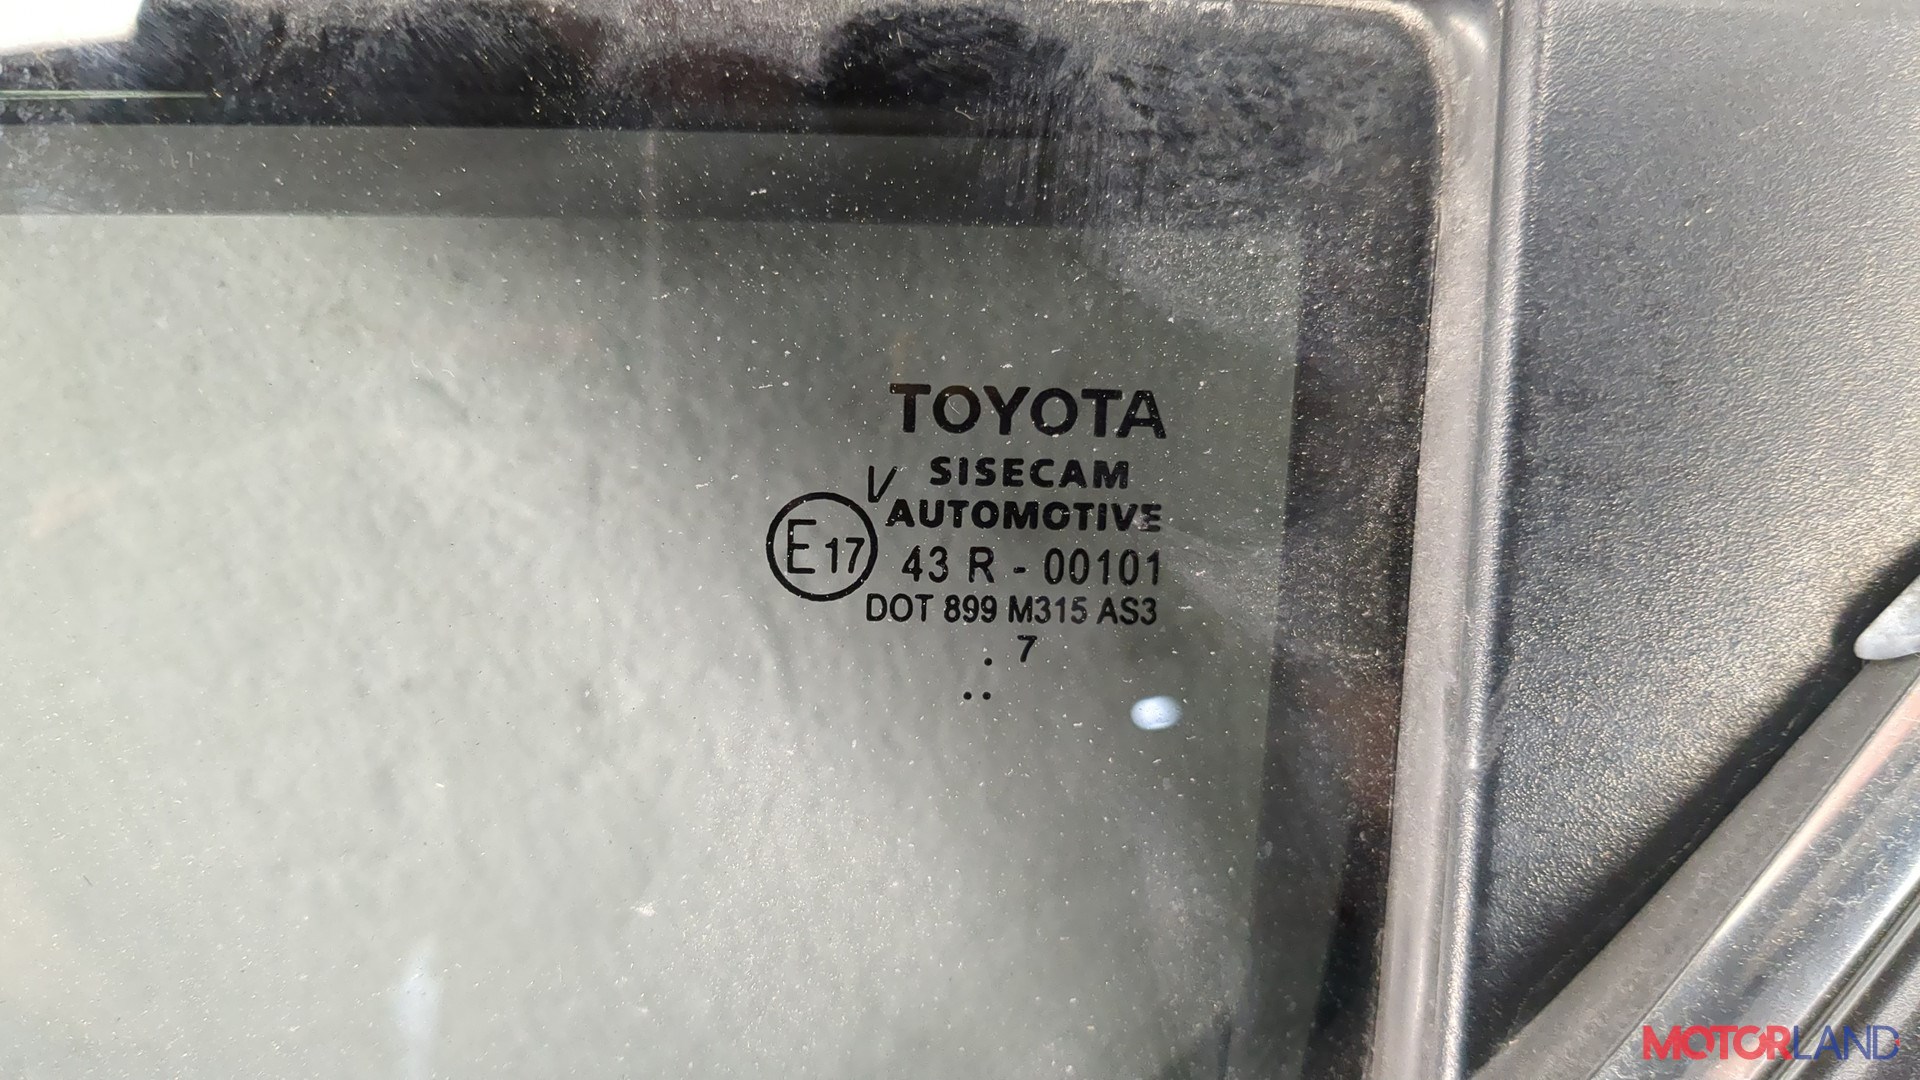 TOYOTA
SISECAM
V
AUTOMOTIVE
E17
43 R - 00101
DOT 899 M315 AS3
. 7
..
MOTORLAND